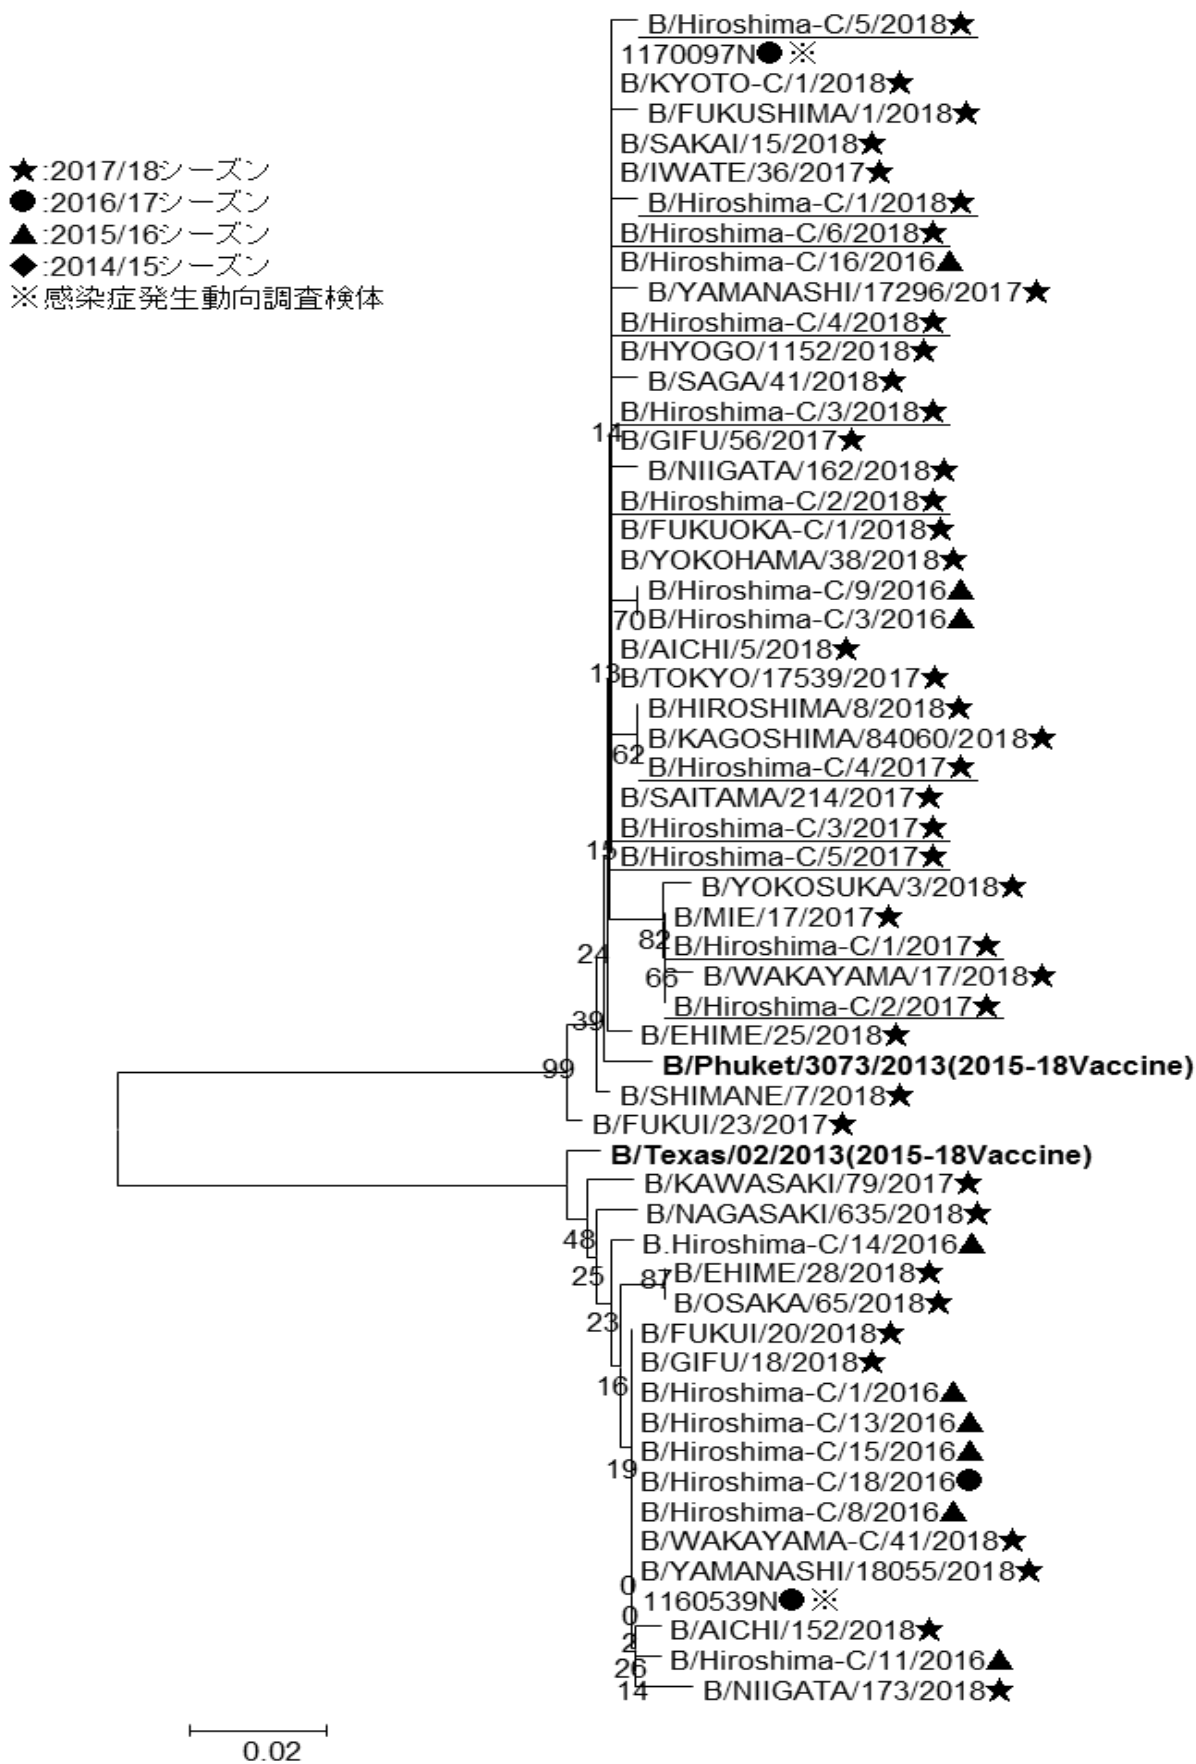 B/Hiroshima-C/5/2018★
1170097N●※
B/KYOTO-C/1/2018★
B/FUKUSHIMA/1/2018★
B/SAKAI/15/2018★
★:2017/18シーズン
B/IWATE/36/2017★
●:2016/17シーズン
B/Hiroshima-C/1/2018★
▲:2015/16シーズン
B/Hiroshima-C/6/2018★
◆:2014/15シーズン
B/Hiroshima-C/16/2016▲
※感染症発生動向調査検体
B/YAMANASHI/17296/2017★
B/Hiroshima-C/4/2018★
B/HYOGO/1152/2018★
B/SAGA/41/2018★
B/Hiroshima-C/3/2018★
14
B/GIFU/56/2017★
B/NIIGATA/162/2018★
B/Hiroshima-C/2/2018★
B/FUKUOKA-C/1/2018★
B/YOKOHAMA/38/2018★
B/Hiroshima-C/9/2016▲
70
B/Hiroshima-C/3/2016▲
B/AICHI/5/2018★
13
B/TOKYO/17539/2017★
B/HIROSHIMA/8/2018★
B/KAGOSHIMA/84060/2018★
62
B/Hiroshima-C/4/2017★
B/SAITAMA/214/2017★
B/Hiroshima-C/3/2017★
15
B/Hiroshima-C/5/2017★
B/YOKOSUKA/3/2018★
B/MIE/17/2017★
82
B/Hiroshima-C/1/2017★
24
66
B/WAKAYAMA/17/2018★
B/Hiroshima-C/2/2017★
39
B/EHIME/25/2018★
99
B/Phuket/3073/2013(2015-18Vaccine)
B/SHIMANE/7/2018★
B/FUKUI/23/2017★
B/Texas/02/2013(2015-18Vaccine)
B/KAWASAKI/79/2017★
B/NAGASAKI/635/2018★
48
B.Hiroshima-C/14/2016▲
25
87
B/EHIME/28/2018★
B/OSAKA/65/2018★
23
B/FUKUI/20/2018★
B/GIFU/18/2018★
16
B/Hiroshima-C/1/2016▲
B/Hiroshima-C/13/2016▲
B/Hiroshima-C/15/2016▲
19
B/Hiroshima-C/18/2016●
B/Hiroshima-C/8/2016▲
B/WAKAYAMA-C/41/2018★
B/YAMANASHI/18055/2018★
0
1160539N●※
0
B/AICHI/152/2018★
2
B/Hiroshima-C/11/2016▲
26
14
B/NIIGATA/173/2018★
0.02